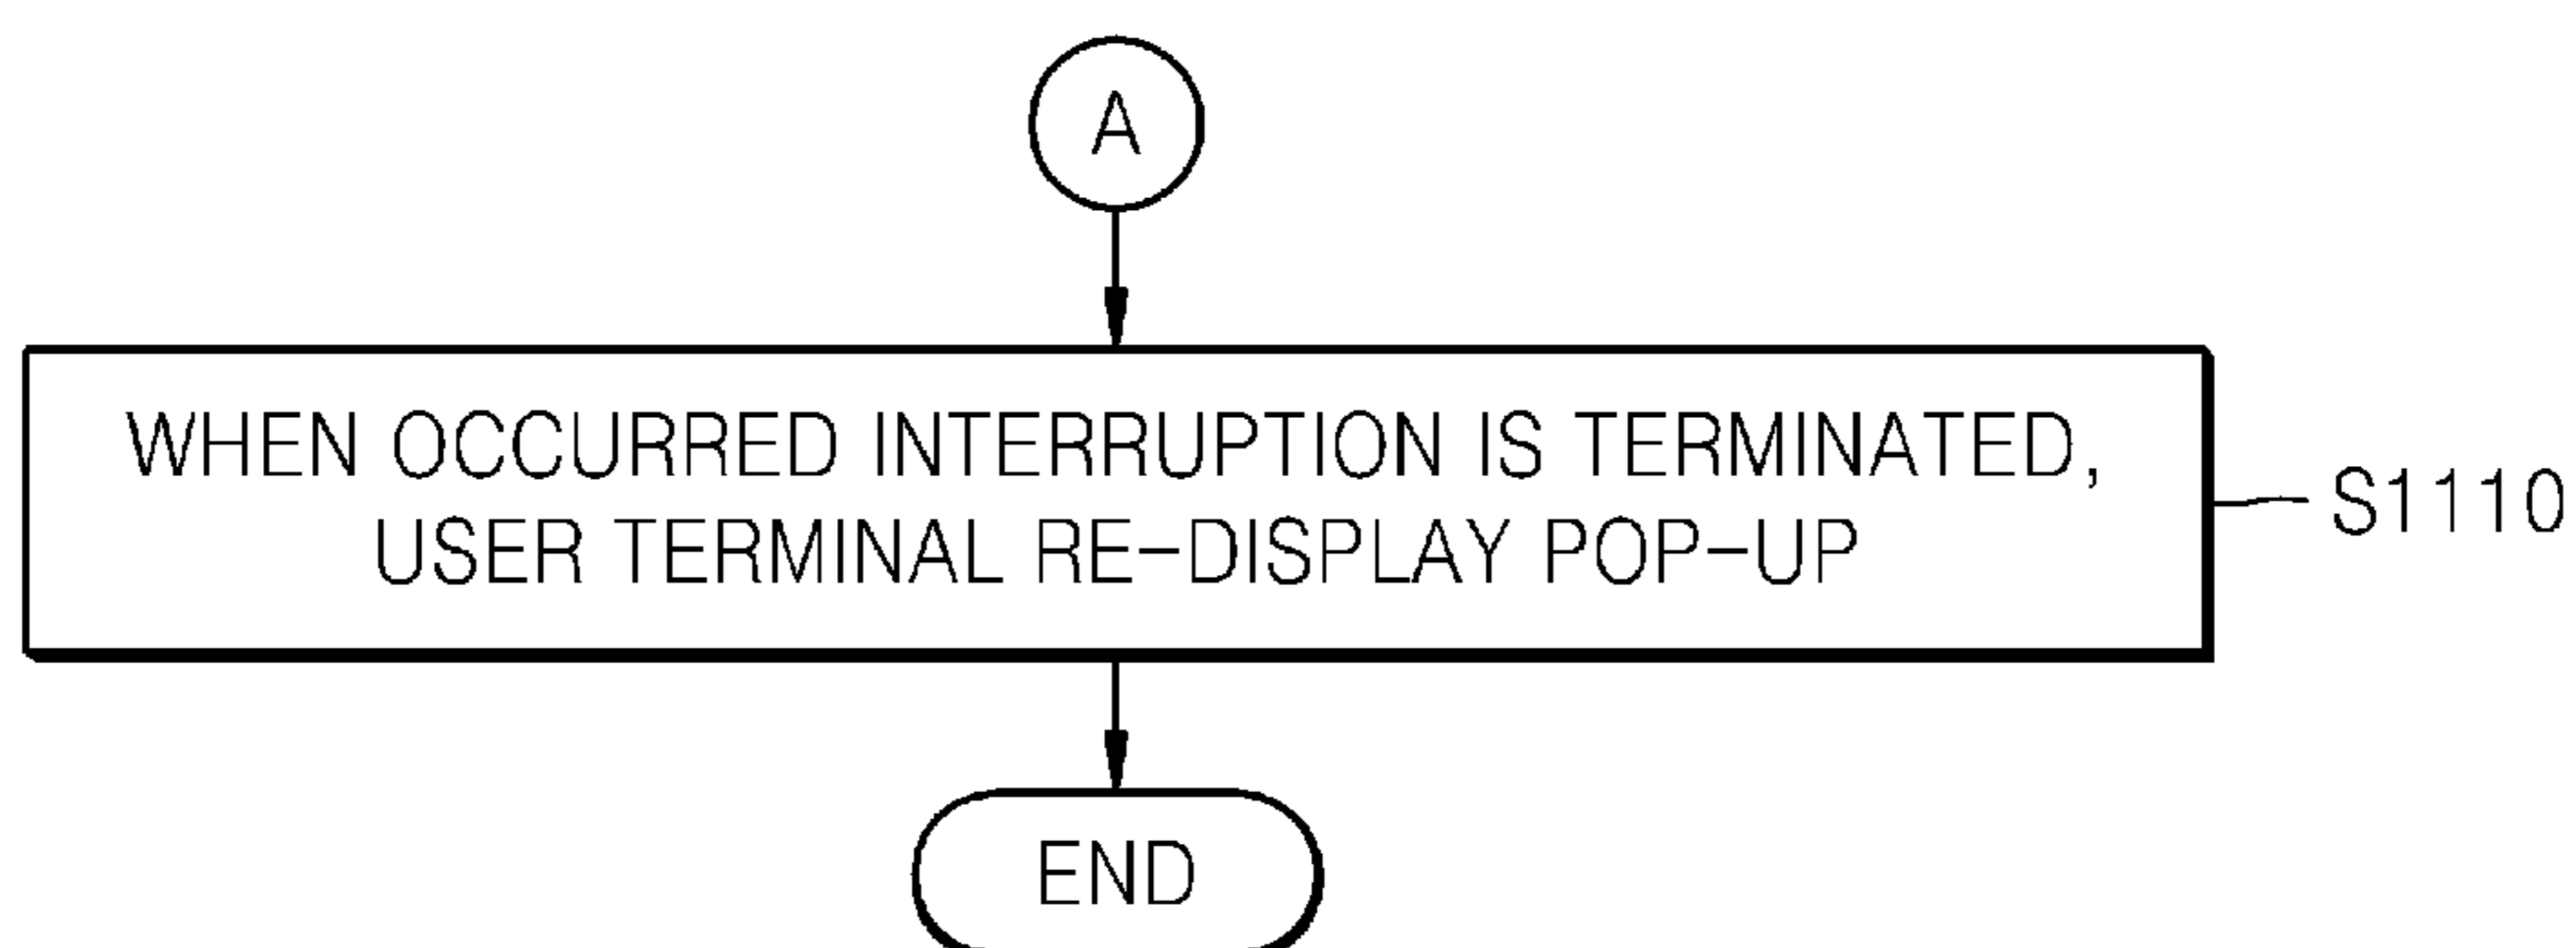 A
WHEN OCCURRED INTERRUPTION IS TERMINATED,
USER TERMINAL RE-DISPLAY POP-UP
S1110
END